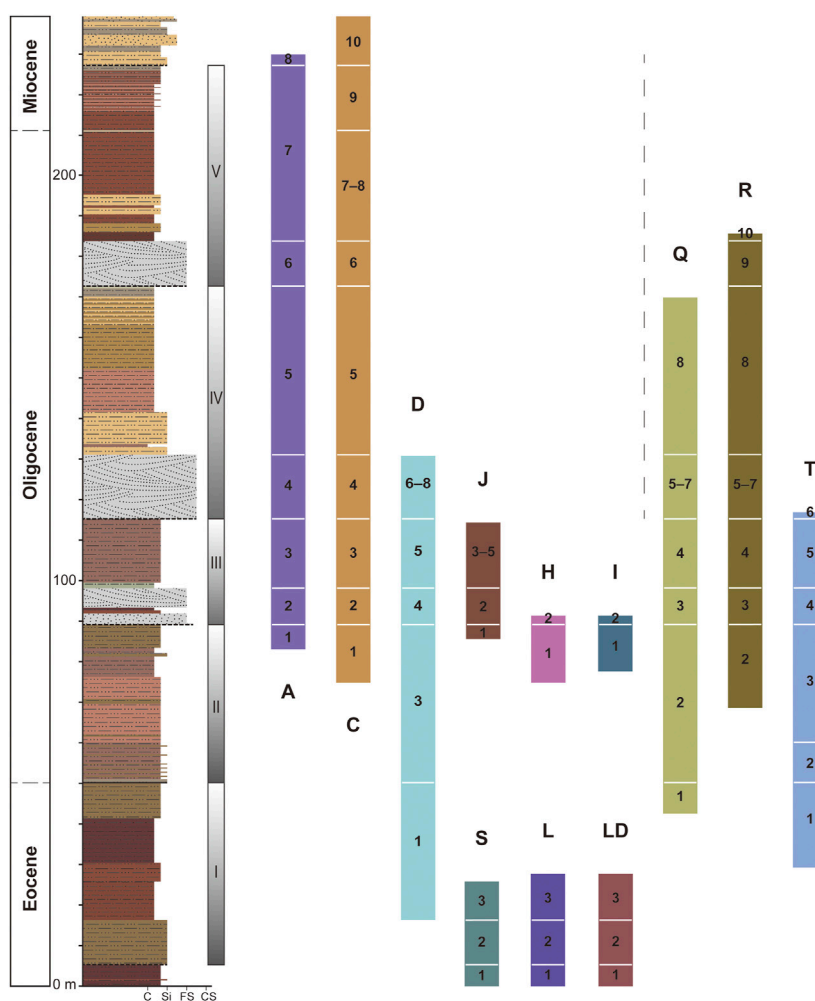 Miocene
Oligocene
Eocene
200
100
0 m
C Si FS CS
V
IV
III
II
I
8
7
6
5
4
3
2
1
A
10
9
7–8
6
5
4
3
2
1
C
D
6–8
5
4
3
1
J
3–5
2
1
H
2
1
I
2
1
S
3
2
1
L
3
2
1
LD
3
2
1
Q
8
5–7
4
3
2
1
R
10
9
8
5–7
4
3
2
T
6
5
4
3
2
1